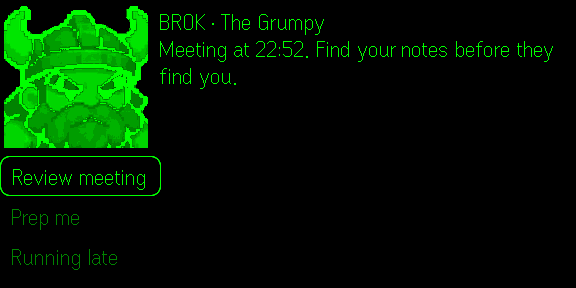 BROK · The Grumpy
Meeting at 22:52. Find your notes before they
find you.
Review meeting
Prep me
Running late